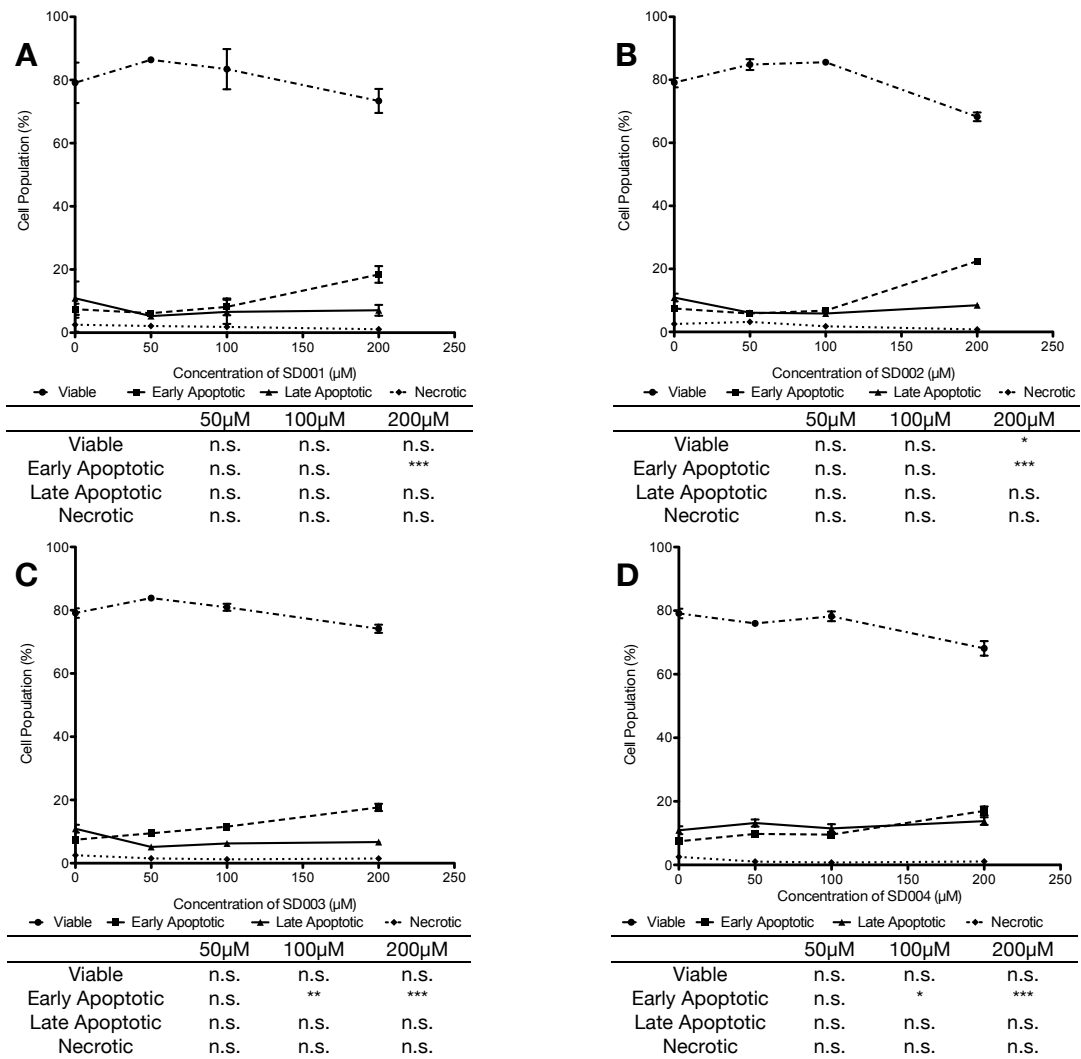 A
Cell Population (%)
100
80
60
40
20
0
0 50 100 150 200 250
Concentration of SD001 (µM)
Viable Early Apoptotic Late Apoptotic Necrotic
50µM 100µM 200µM
Viable n.s. n.s. n.s.
Early Apoptotic n.s. n.s. ***
Late Apoptotic n.s. n.s. n.s.
Necrotic n.s. n.s. n.s.
B
Cell Population (%)
100
80
60
40
20
0
0 50 100 150 200 250
Concentration of SD002 (µM)
Viable Early Apoptotic Late Apoptotic Necrotic
50µM 100µM 200µM
Viable n.s. n.s. *
Early Apoptotic n.s. n.s. ***
Late Apoptotic n.s. n.s. n.s.
Necrotic n.s. n.s. n.s.
C
Cell Population (%)
100
80
60
40
20
0
0 50 100 150 200 250
Concentration of SD003 (µM)
Viable Early Apoptotic Late Apoptotic Necrotic
50µM 100µM 200µM
Viable n.s. n.s. n.s.
Early Apoptotic n.s. ** ***
Late Apoptotic n.s. n.s. n.s.
Necrotic n.s. n.s. n.s.
D
Cell Population (%)
100
80
60
40
20
0
0 50 100 150 200 250
Concentration of SD004 (µM)
Viable Early Apoptotic Late Apoptotic Necrotic
50µM 100µM 200µM
Viable n.s. n.s. n.s.
Early Apoptotic n.s. * ***
Late Apoptotic n.s. n.s. n.s.
Necrotic n.s. n.s. n.s.